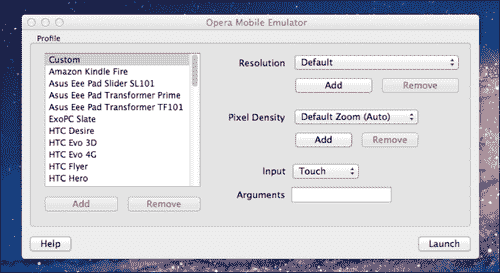 Opera Mobile Emulator
Profile
Custom
Amazon Kindle Fire
Asus Eee Pad Slider SL101
Asus Eee Pad Transformer Prime
Asus Eee Pad Transformer TF101
ExoPC Slate
HTC Desire
HTC Evo 3D
HTC Evo 4G
HTC Flyer
HTC Hero
Add Remove
Resolution Default
Add Remove
Pixel Density Default Zoom (Auto)
Add Remove
Input Touch
Arguments
Help Launch